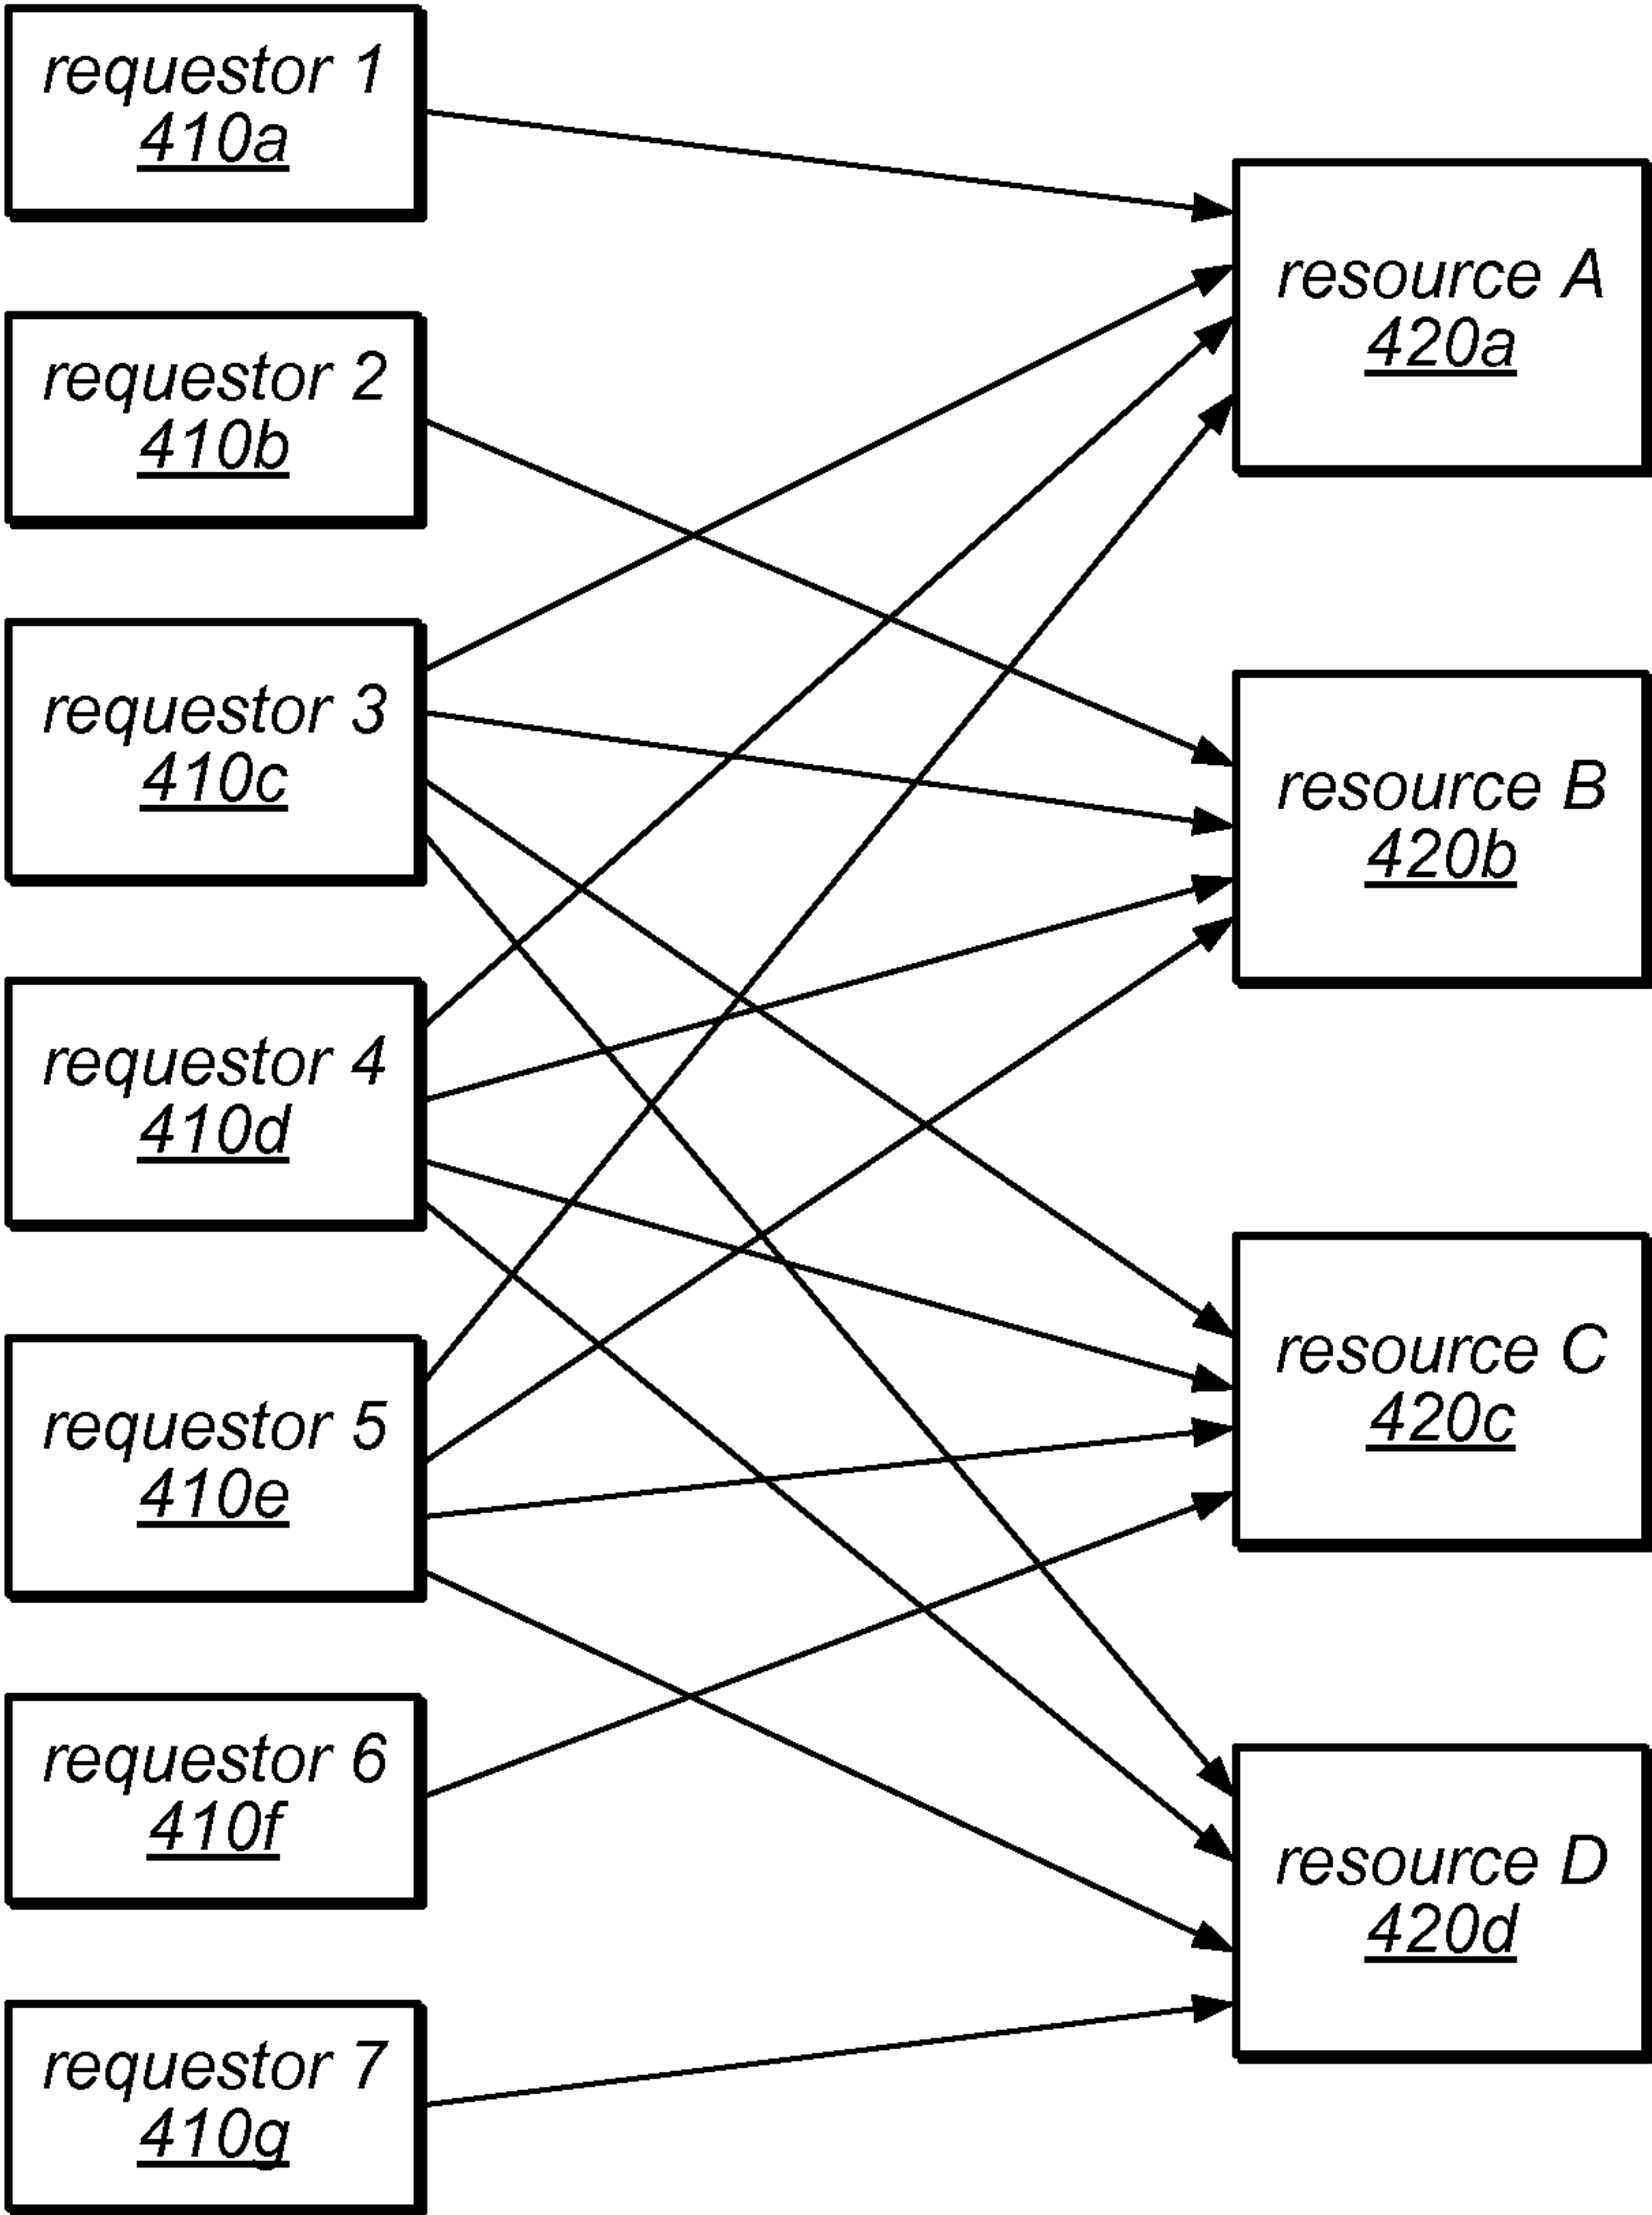 requestor 1
410a
requestor 2
410b
requestor 3
410c
requestor 4
410d
requestor 5
410e
requestor 6
410f
requestor 7
410g
resource A
420a
resource B
420b
resource C
420c
resource D
420d